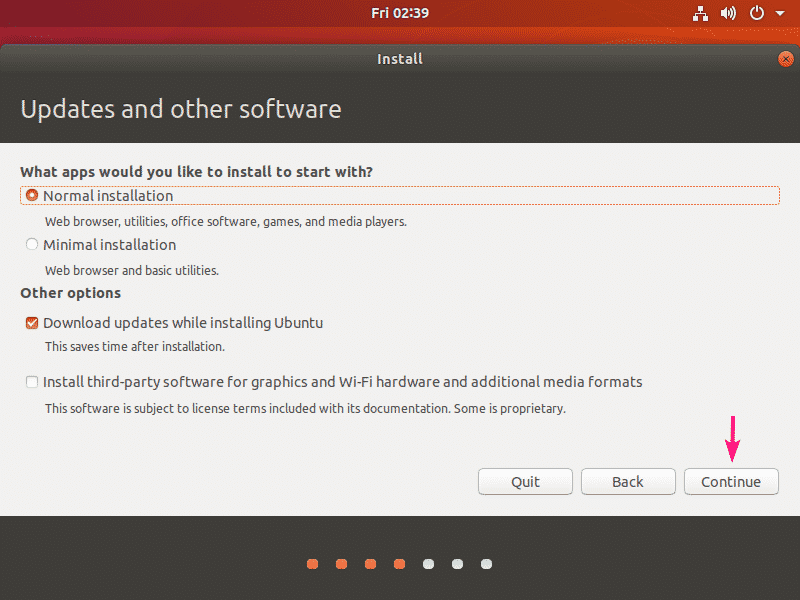 Fri 02:39
Install
Updates and other software
What apps would you like to install to start with?
Normal installation
Web browser, utilities, office software, games, and media players.
Minimal installation
Web browser and basic utilities.
Other options
Download updates while installing Ubuntu
This saves time after installation.
Install third-party software for graphics and Wi-Fi hardware and additional media formats
This software is subject to license terms included with its documentation. Some is proprietary.
Quit Back Continue